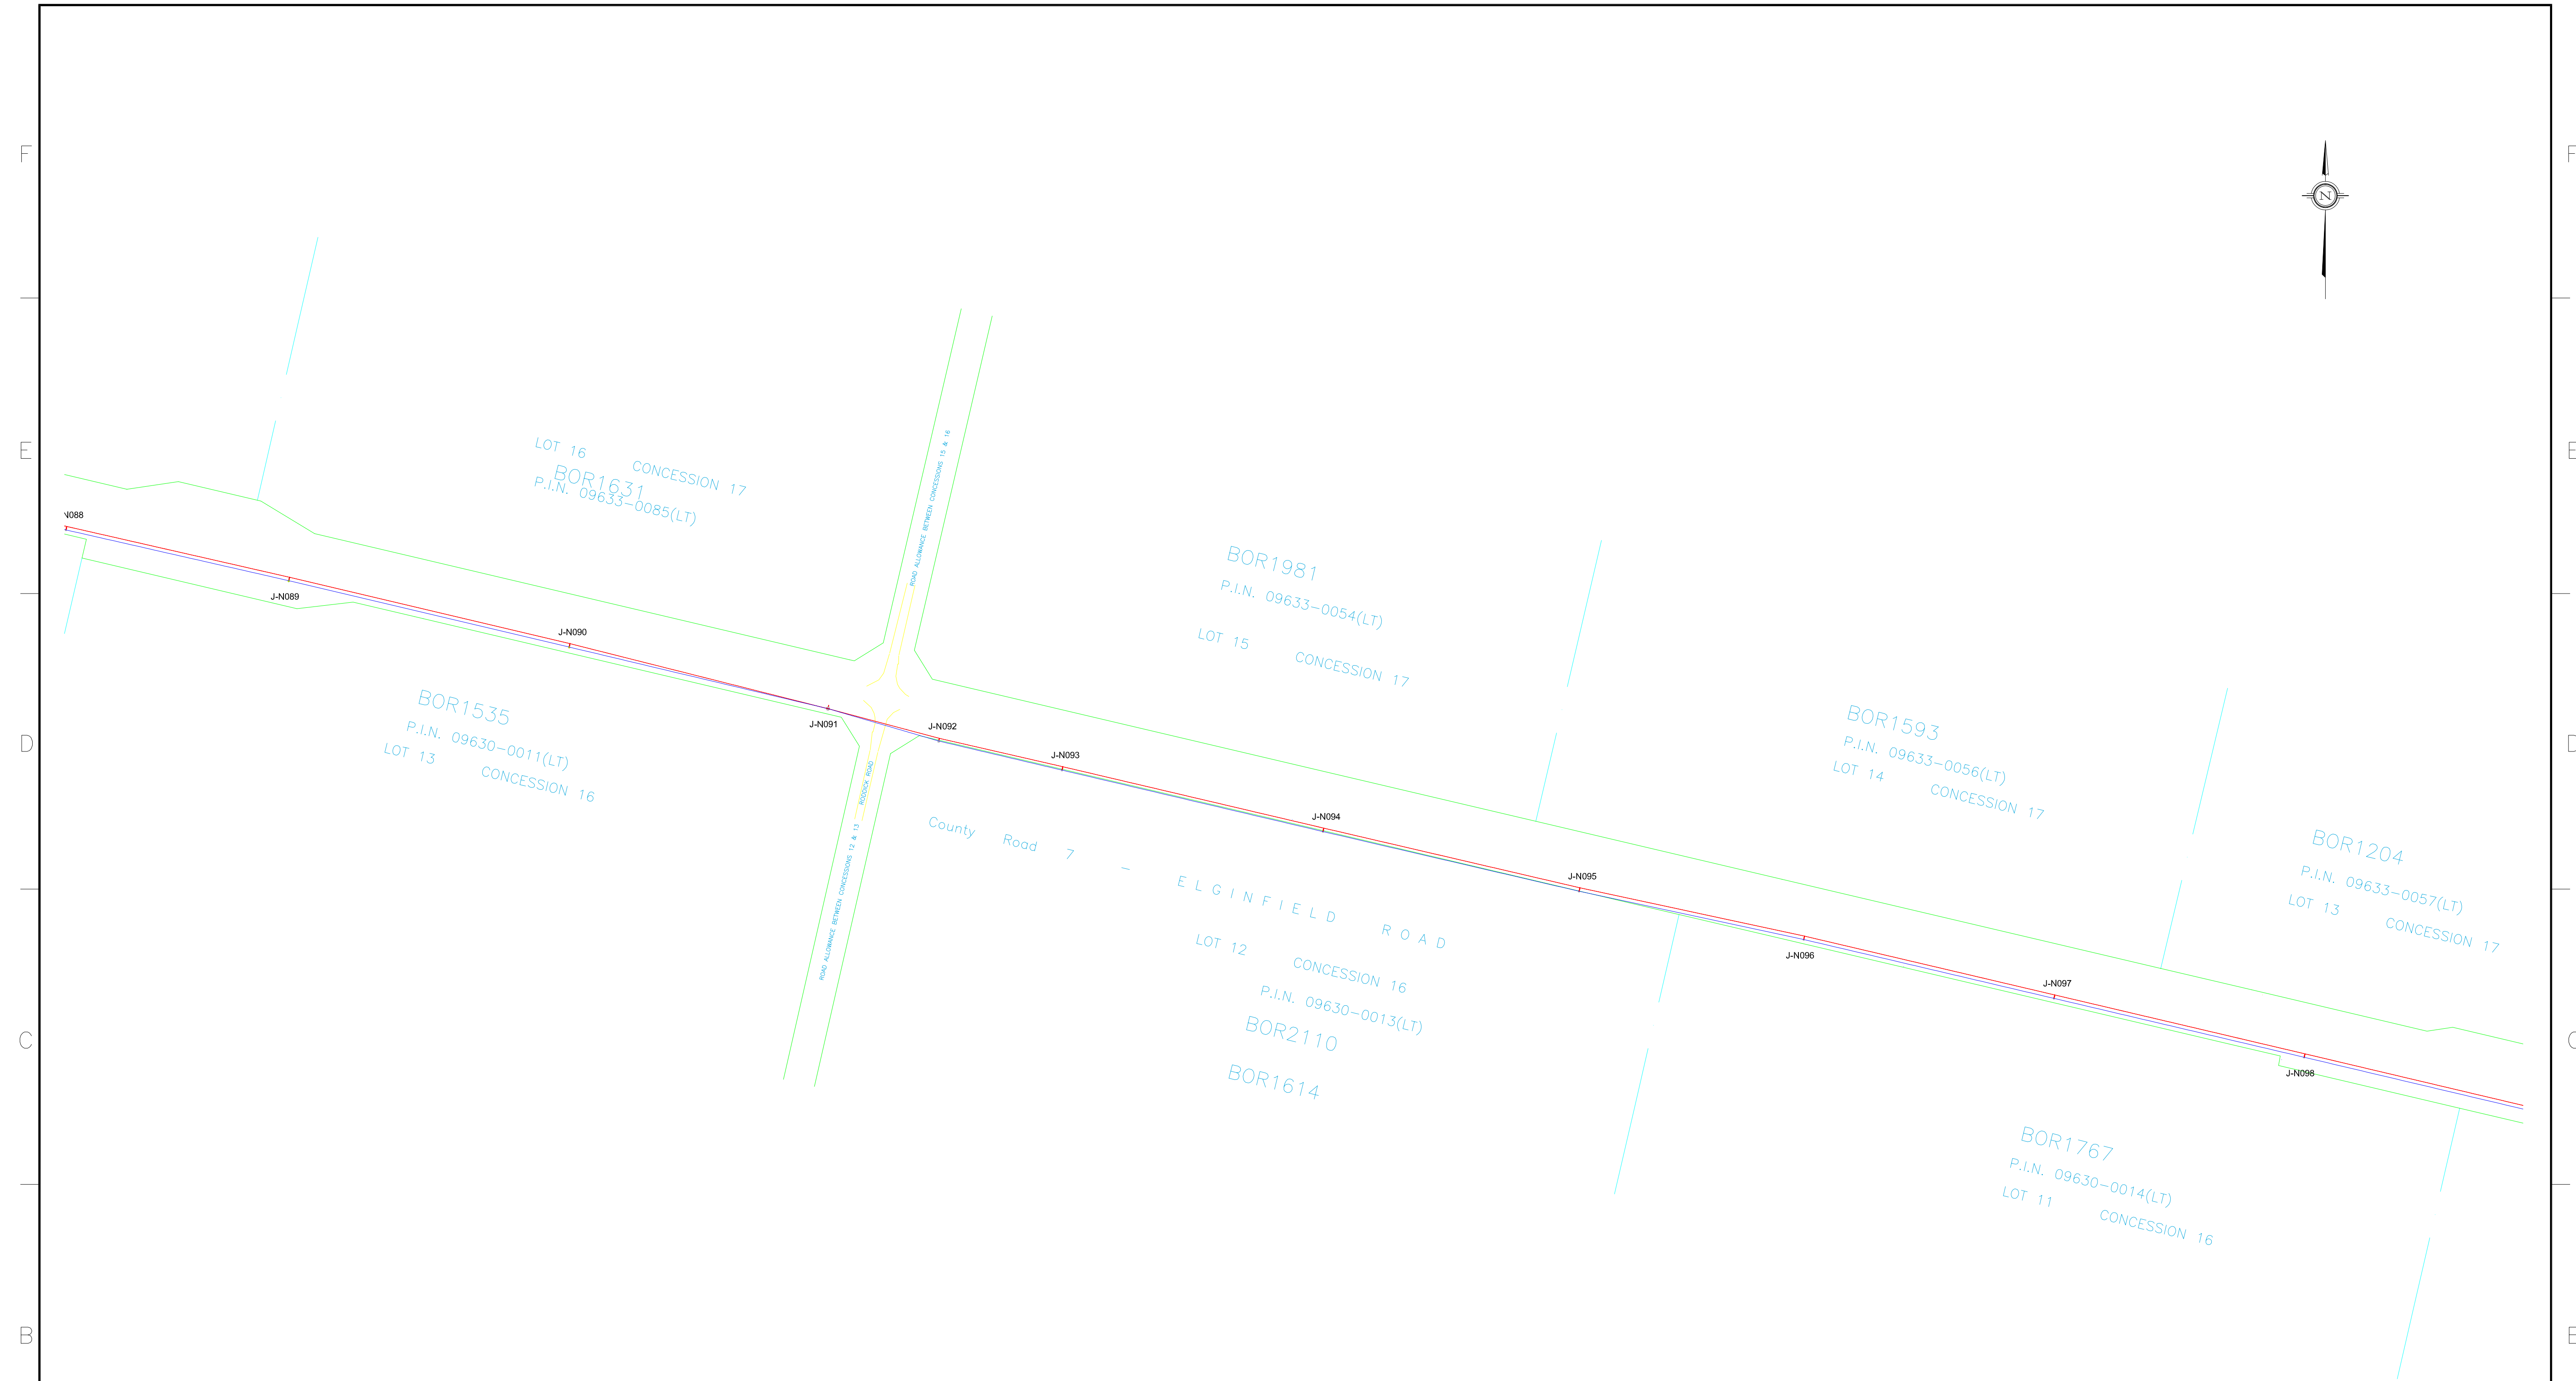 F
F
N
E
E
LOT 16 CONCESSION 17
BOR1631
P.I.N. 09633-0085(LT)
ROAD ALLOWANCE BETWEEN CONCESSIONS 15 & 16
N088
J-N089
J-N090
BOR1981
P.I.N. 09633-0054(LT)
LOT 15 CONCESSION 17
BOR1535
P.I.N. 09630-0011(LT)
LOT 13 CONCESSION 16
D
D
J-N091
J-N092
J-N093
RODDICK ROAD
ROAD ALLOWANCE BETWEEN CONCESSIONS 12 & 13
BOR1593
P.I.N. 09633-0056(LT)
LOT 14 CONCESSION 17
J-N094
J-N095
County Road 7 - ELGINFIELD ROAD
BOR1204
P.I.N. 09633-0057(LT)
LOT 13 CONCESSION 17
LOT 12 CONCESSION 16
P.I.N. 09630-0013(LT)
BOR2110
BOR1614
J-N096
J-N097
J-N098
C
C
BOR1767
P.I.N. 09630-0014(LT)
LOT 11 CONCESSION 16
B
B